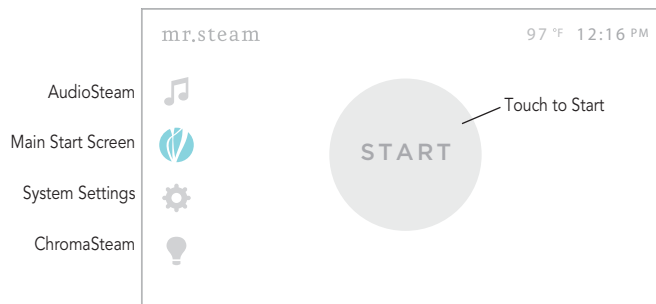 mr.steam
97 °F 12:16 PM
AudioSteam
Touch to Start
Main Start Screen
START
System Settings
ChromaSteam